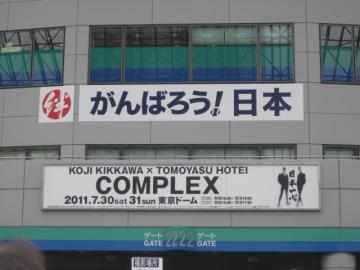 絆 がんばろう!! 日本
KOJI KIKKAWA × TOMOYASU HOTEI
COMPLEX
2011.7.30sat 31sun 東京ドーム
日本一心
ゲート 22 ゲート
GATE GATE